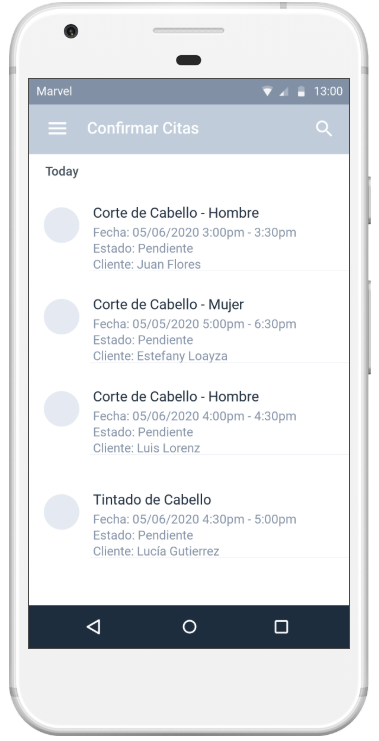 Marvel 13:00
Confirmar Citas
Today
Corte de Cabello - Hombre
Fecha: 05/06/2020 3:00pm - 3:30pm
Estado: Pendiente
Cliente: Juan Flores
Corte de Cabello - Mujer
Fecha: 05/05/2020 5:00pm - 6:30pm
Estado: Pendiente
Cliente: Estefany Loayza
Corte de Cabello - Hombre
Fecha: 05/06/2020 4:00pm - 4:30pm
Estado: Pendiente
Cliente: Luis Lorenz
Tintado de Cabello
Fecha: 05/06/2020 4:30pm - 5:00pm
Estado: Pendiente
Cliente: Lucía Gutierrez